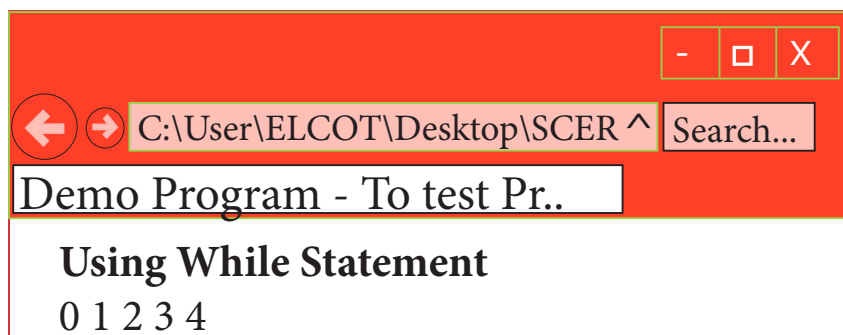 - □ X
C:\User\ELCOT\Desktop\SCER ^ Search...
Demo Program - To test Pr..
Using While Statement
0 1 2 3 4